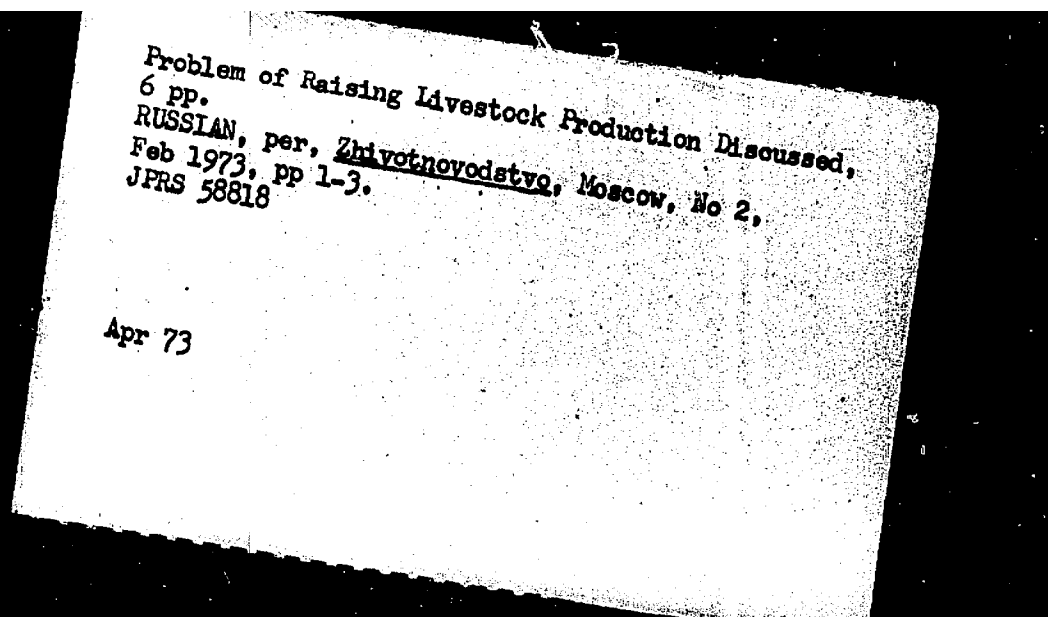 Problem of Raising Livestock Production Discussed,
6 pp.
RUSSIAN, per, Zhivotnovodstvo, Moscow, No 2,
Feb 1973, pp 1-3.
JPRS 58818
Apr 73